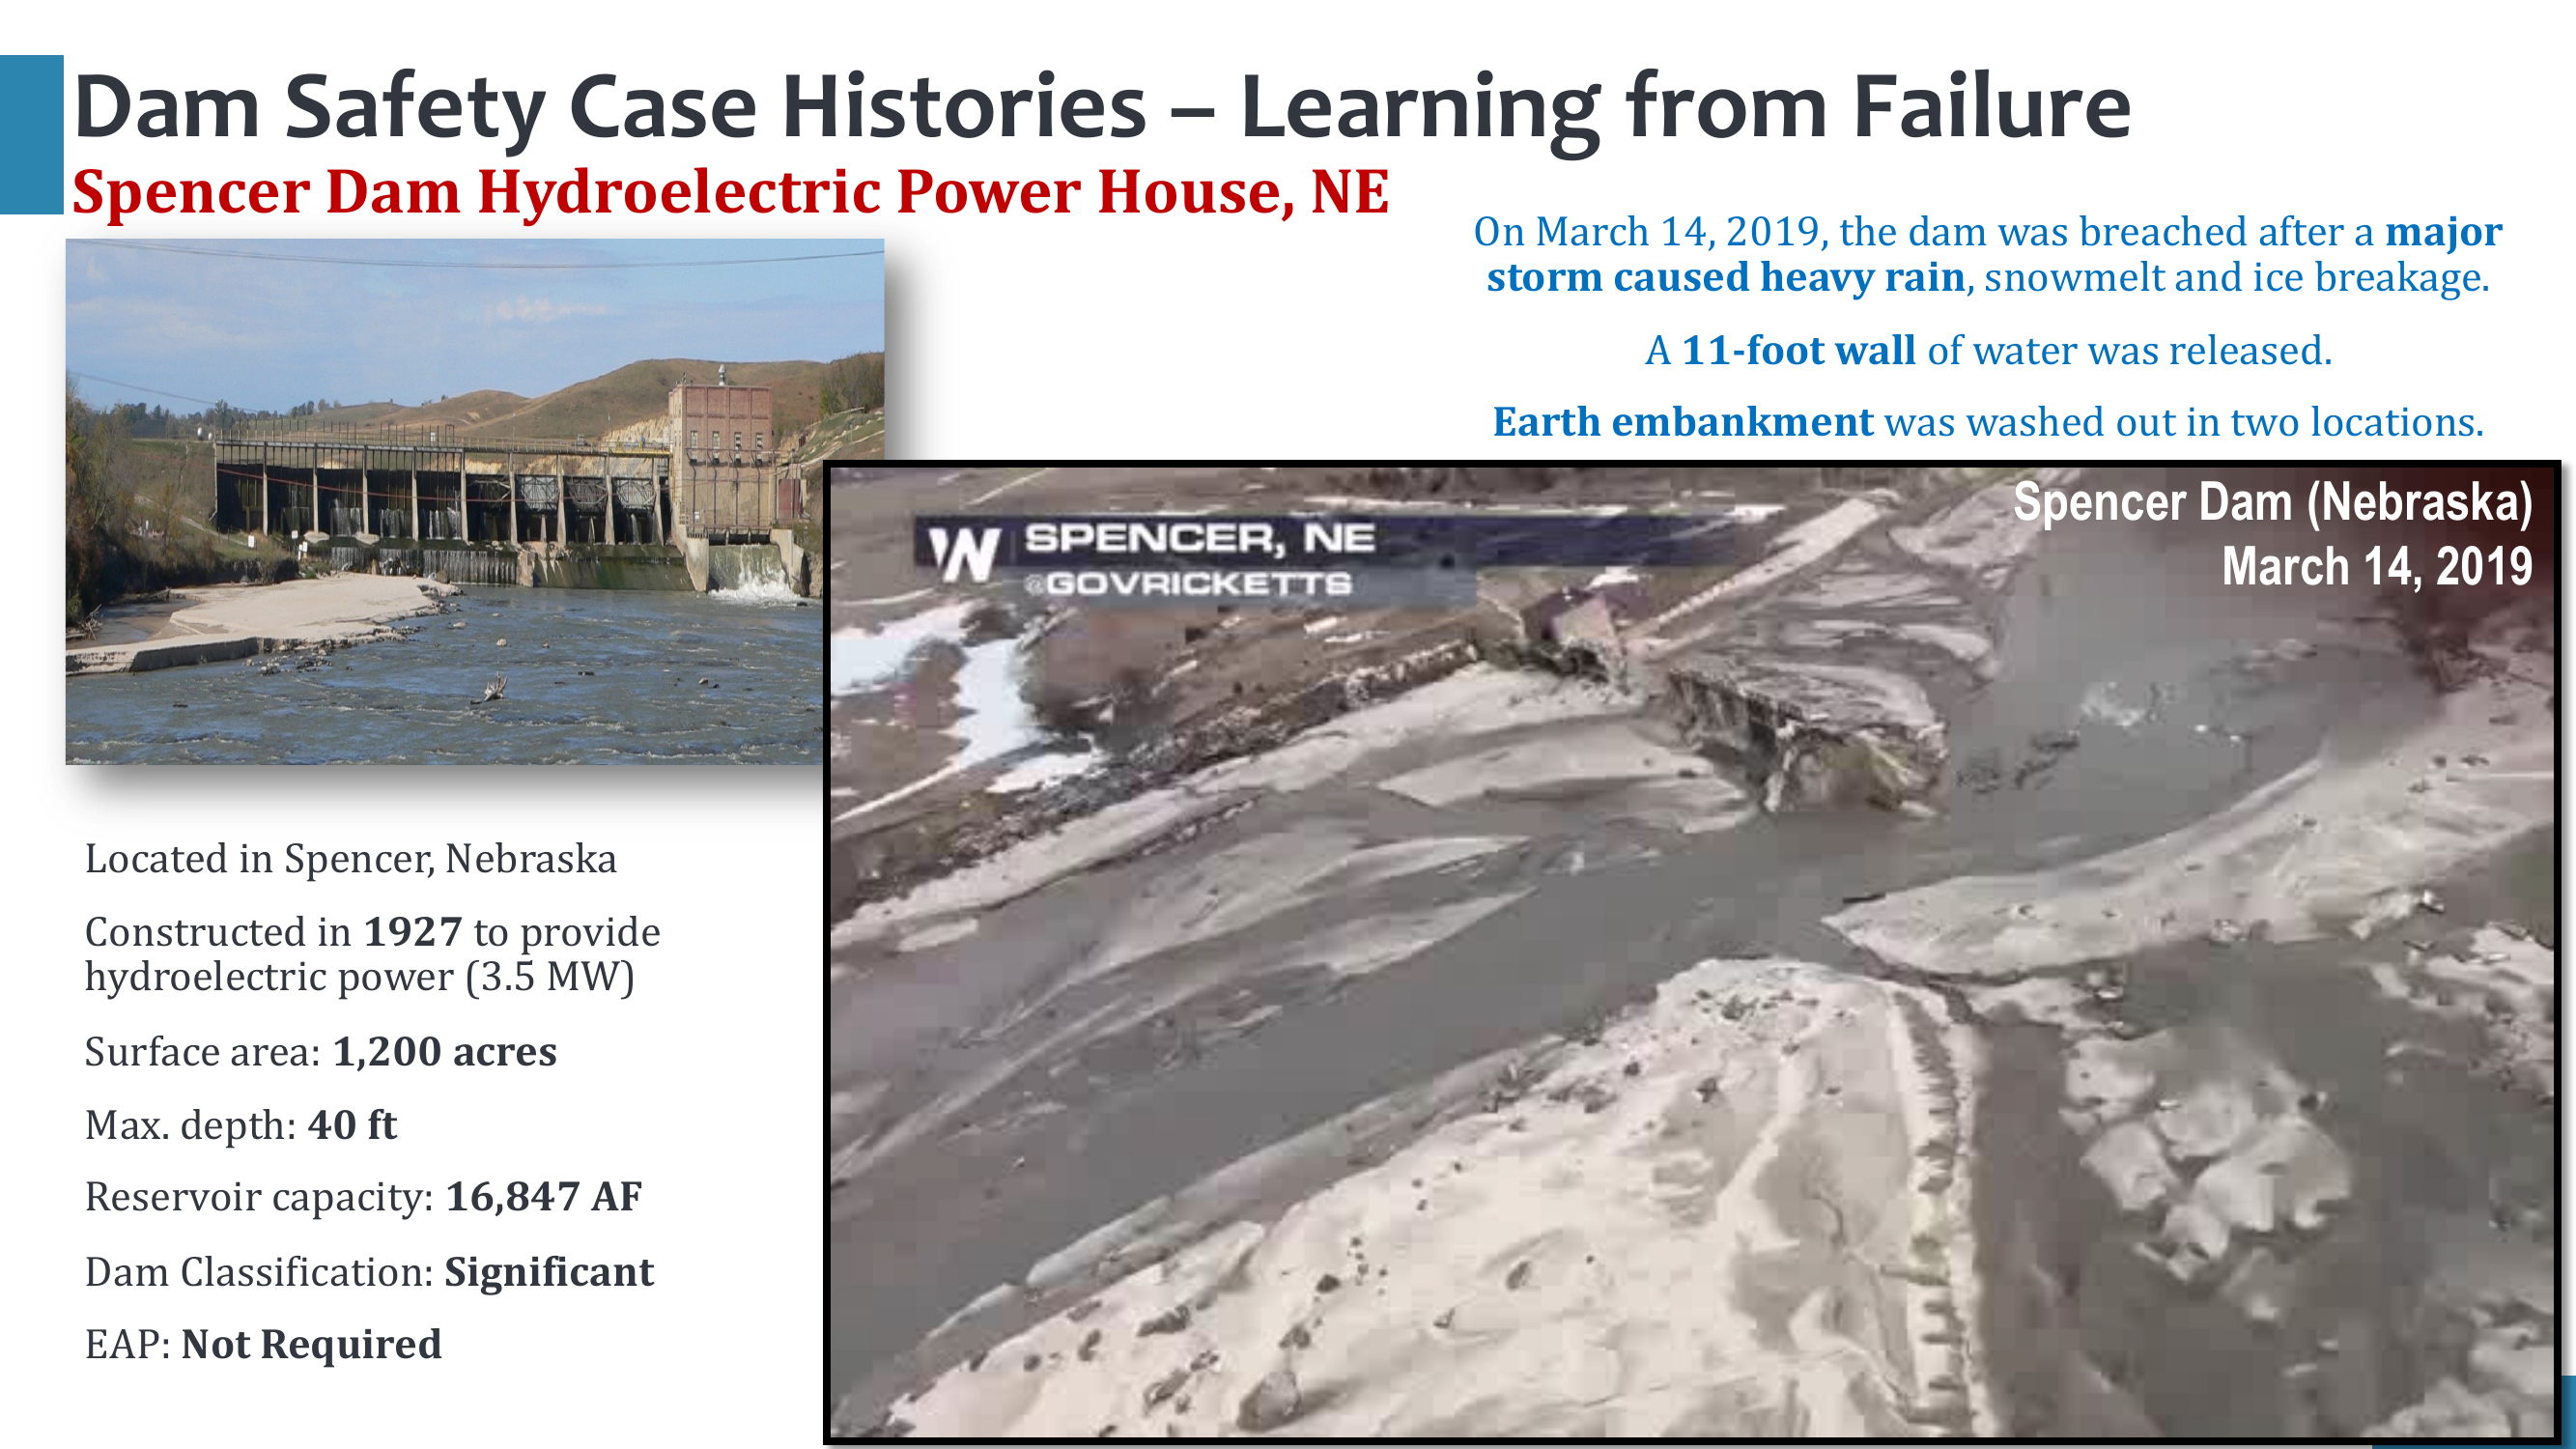 Dam Safety Case Histories – Learning from Failure
Spencer Dam Hydroelectric Power House, NE
On March 14, 2019, the dam was breached after a major
storm caused heavy rain, snowmelt and ice breakage.
A 11-foot wall of water was released.
Earth embankment was washed out in two locations.
Spencer Dam (Nebraska)
March 14, 2019
W SPENCER, NE
@GOVRICKETTS
Located in Spencer, Nebraska
Constructed in 1927 to provide
hydroelectric power (3.5 MW)
Surface area: 1,200 acres
Max. depth: 40 ft
Reservoir capacity: 16,847 AF
Dam Classification: Significant
EAP: Not Required